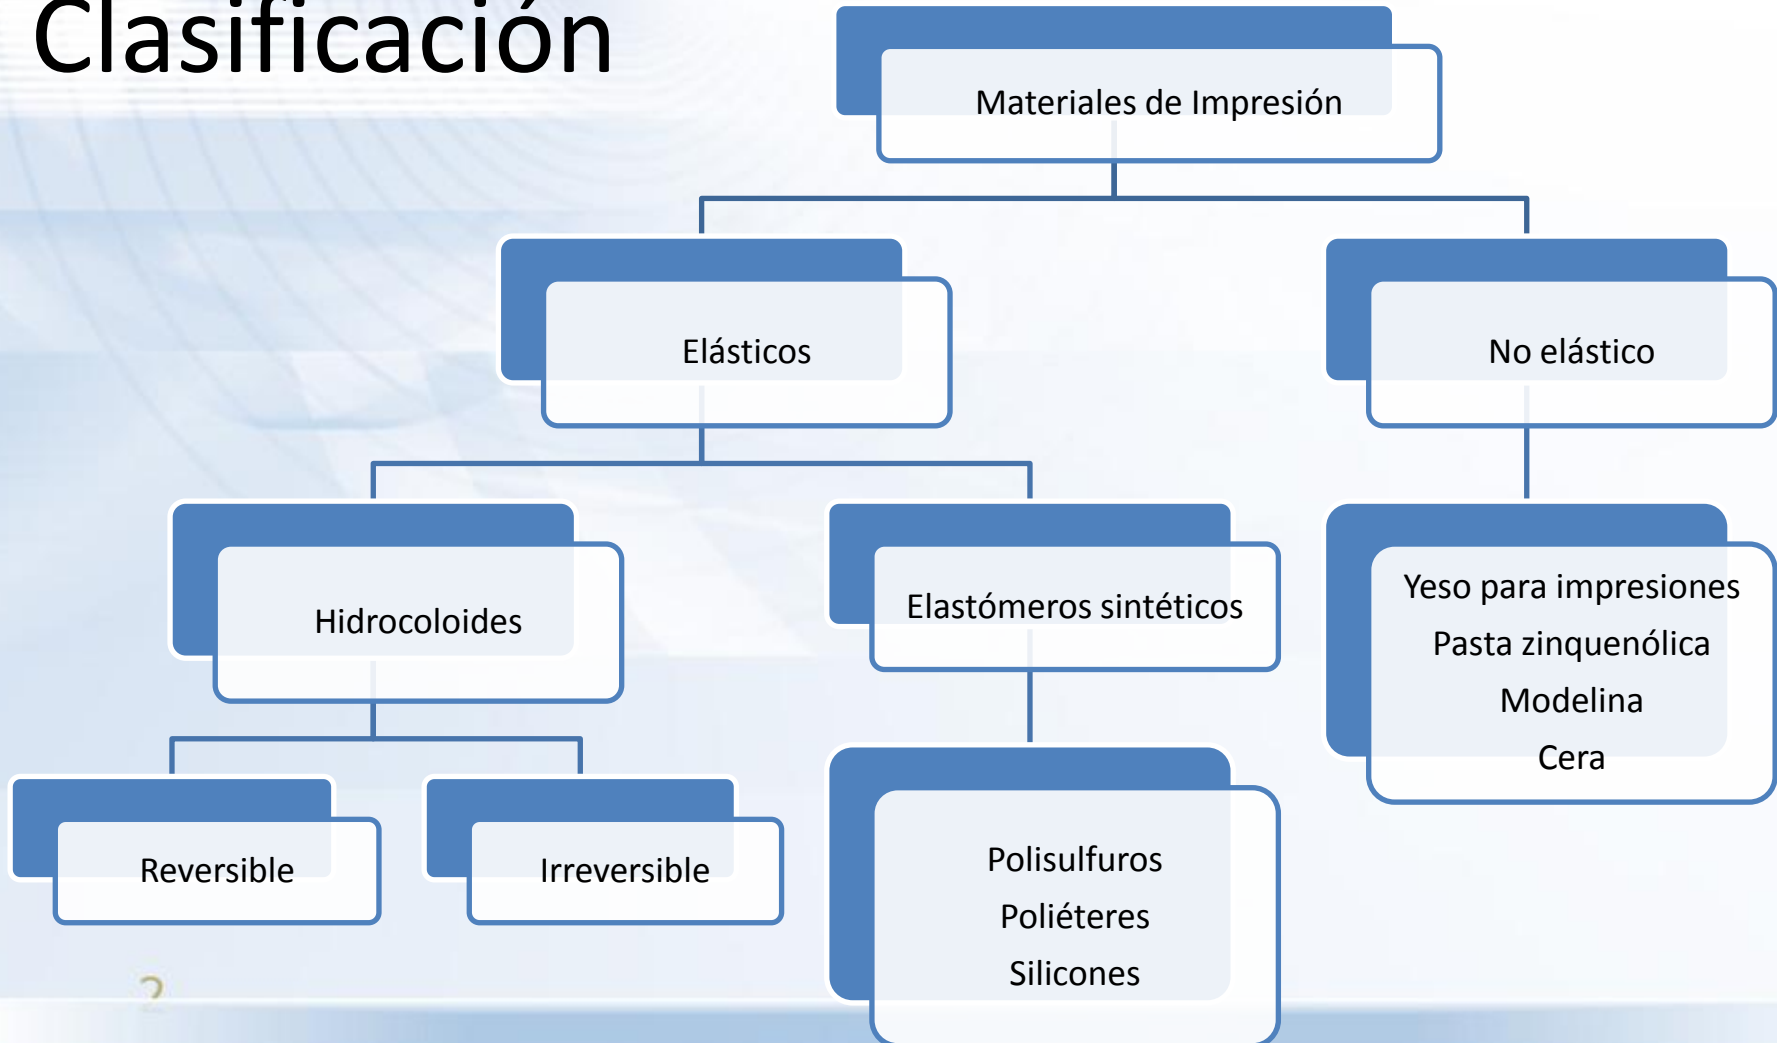 Clasificación
Materiales de Impresión
Elásticos
No elástico
Hidrocoloides
Elastómeros sintéticos
Yeso para impresiones
Pasta zinquenólica
Modelina
Cera
Reversible
Irreversible
Polisulfuros
Poliéteres
Silicones
2